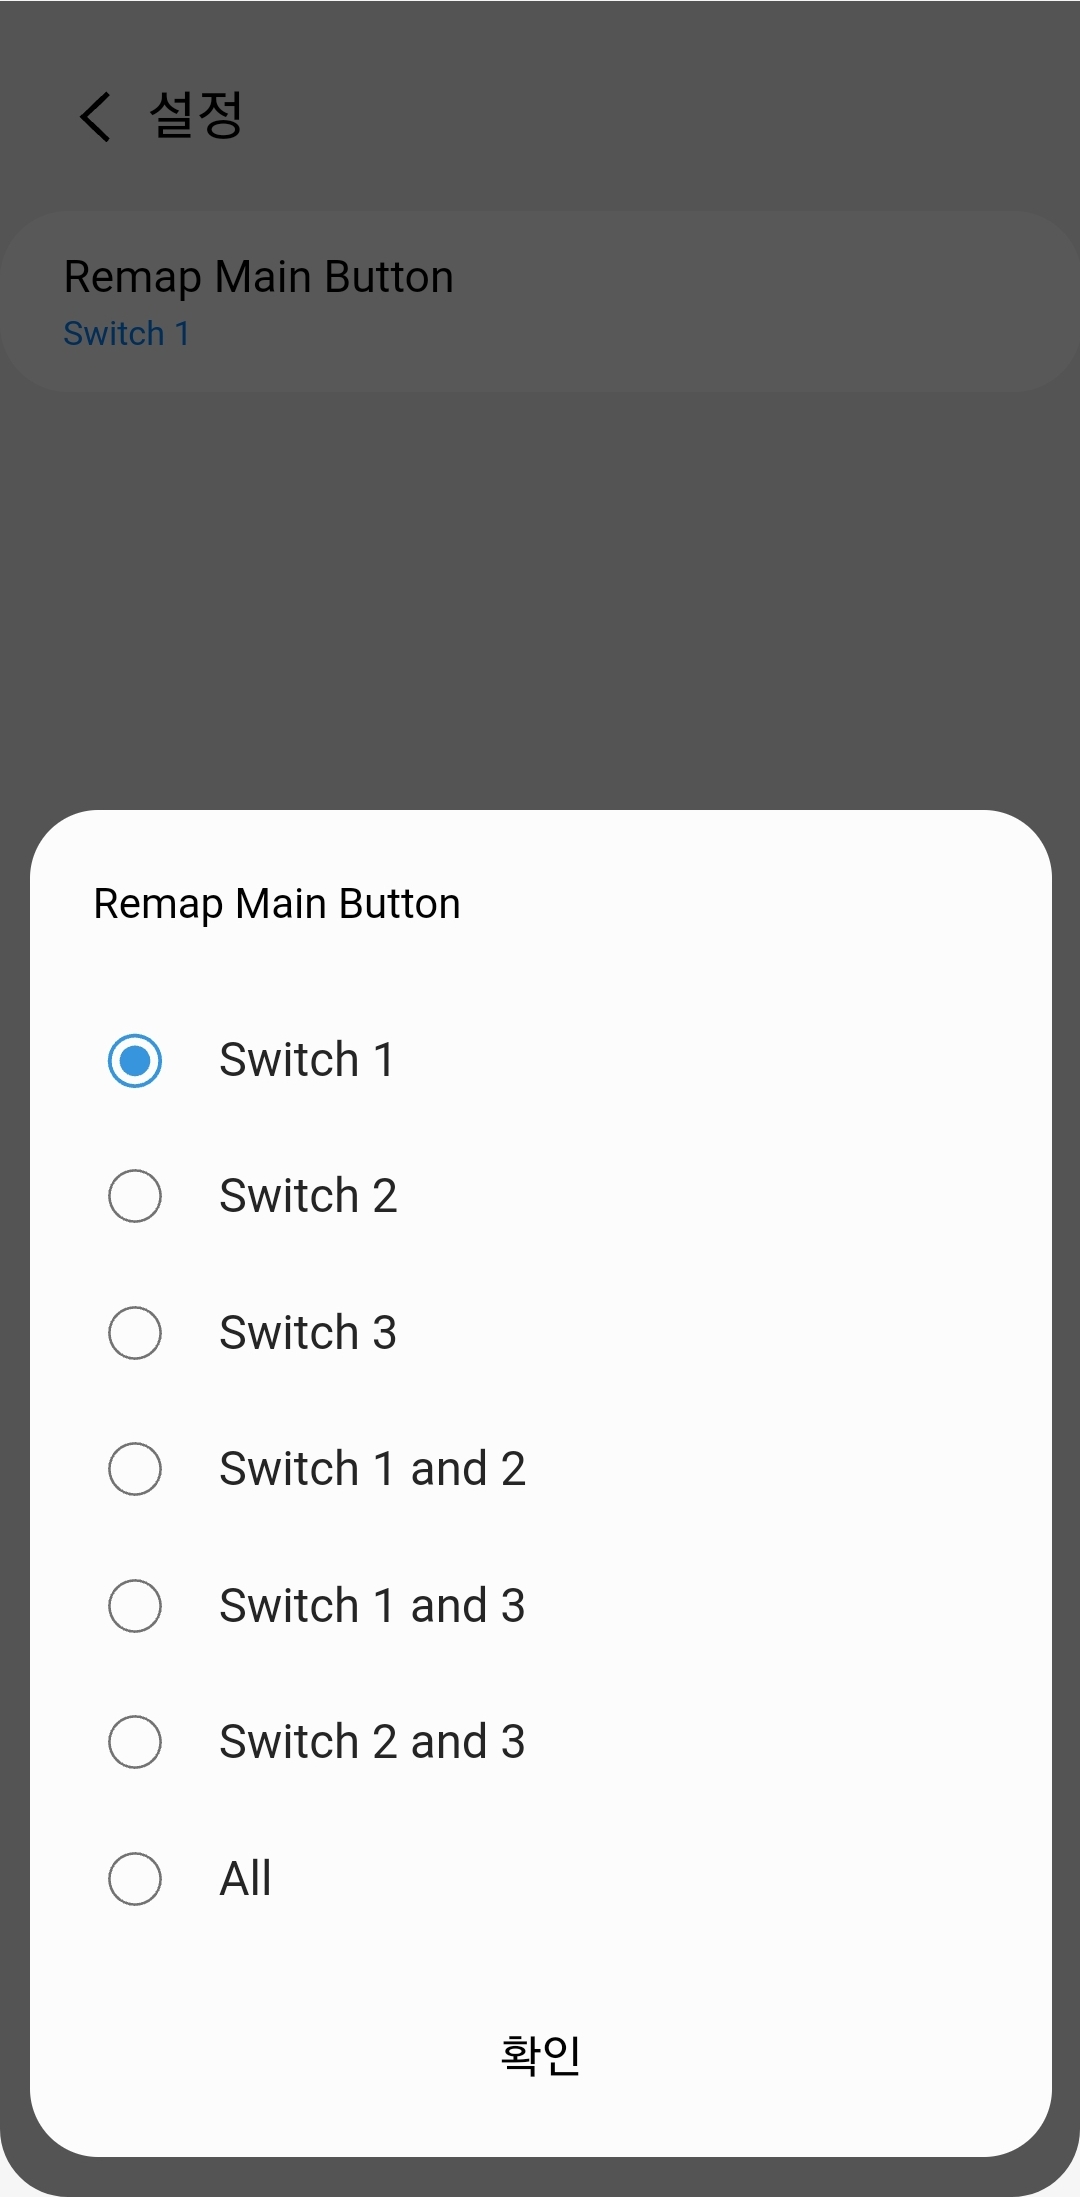 설정
Remap Main Button
Switch 1
Remap Main Button
Switch 1
Switch 2
Switch 3
Switch 1 and 2
Switch 1 and 3
Switch 2 and 3
All
확인